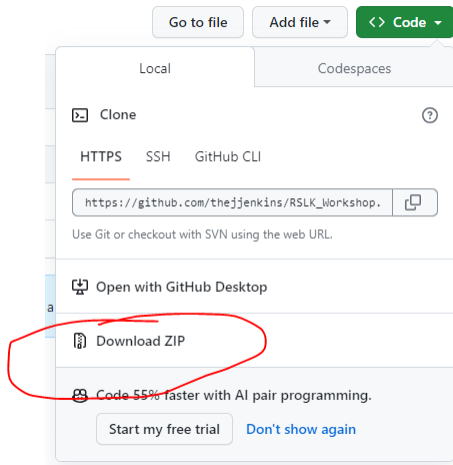 Go to file Add file <> Code
Local Codespaces
Clone
HTTPS SSH GitHub CLI
https://github.com/thejjenkins/RSLK_Workshop.
Use Git or checkout with SVN using the web URL.
Open with GitHub Desktop
a
Download ZIP
Code 55% faster with AI pair programming.
Start my free trial Don't show again